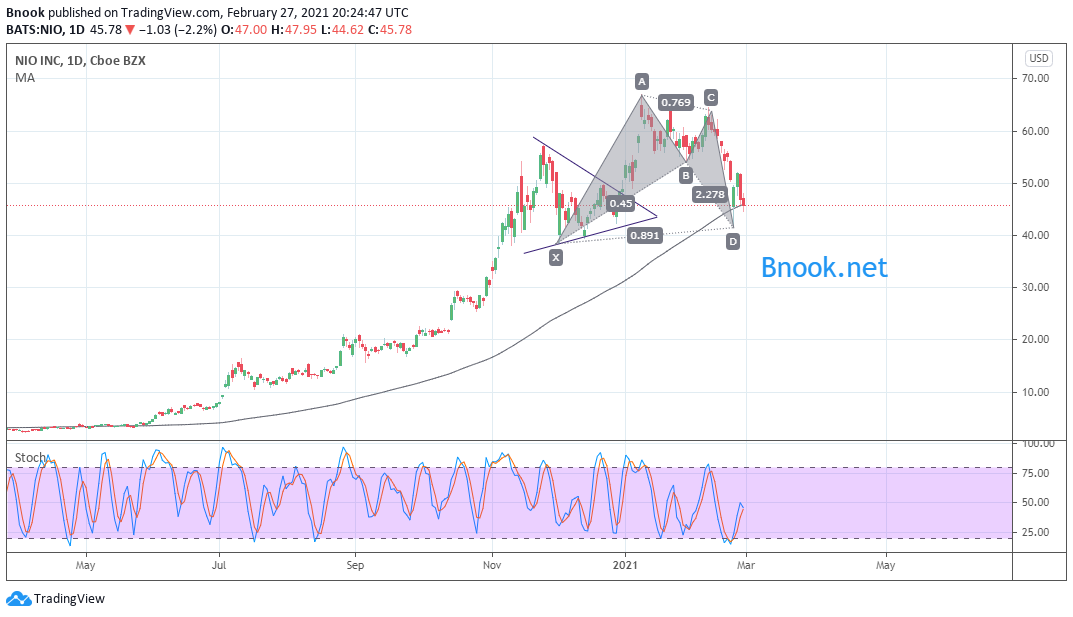 Bnook published on TradingView.com, February 27, 2021 20:24:47 UTC
BATS:NIO, 1D 45.78 ▼ −1.03 (−2.2%) O:47.00 H:47.95 L:44.62 C:45.78
NIO INC, 1D, Cboe BZX
MA
USD
70.00
60.00
50.00
40.00
30.00
20.00
10.00
A
0.769
C
B
2.278
0.45
0.891
X
D
Bnook.net
Stoch
100.00
75.00
50.00
25.00
May Jul Sep Nov 2021 Mar May
TradingView